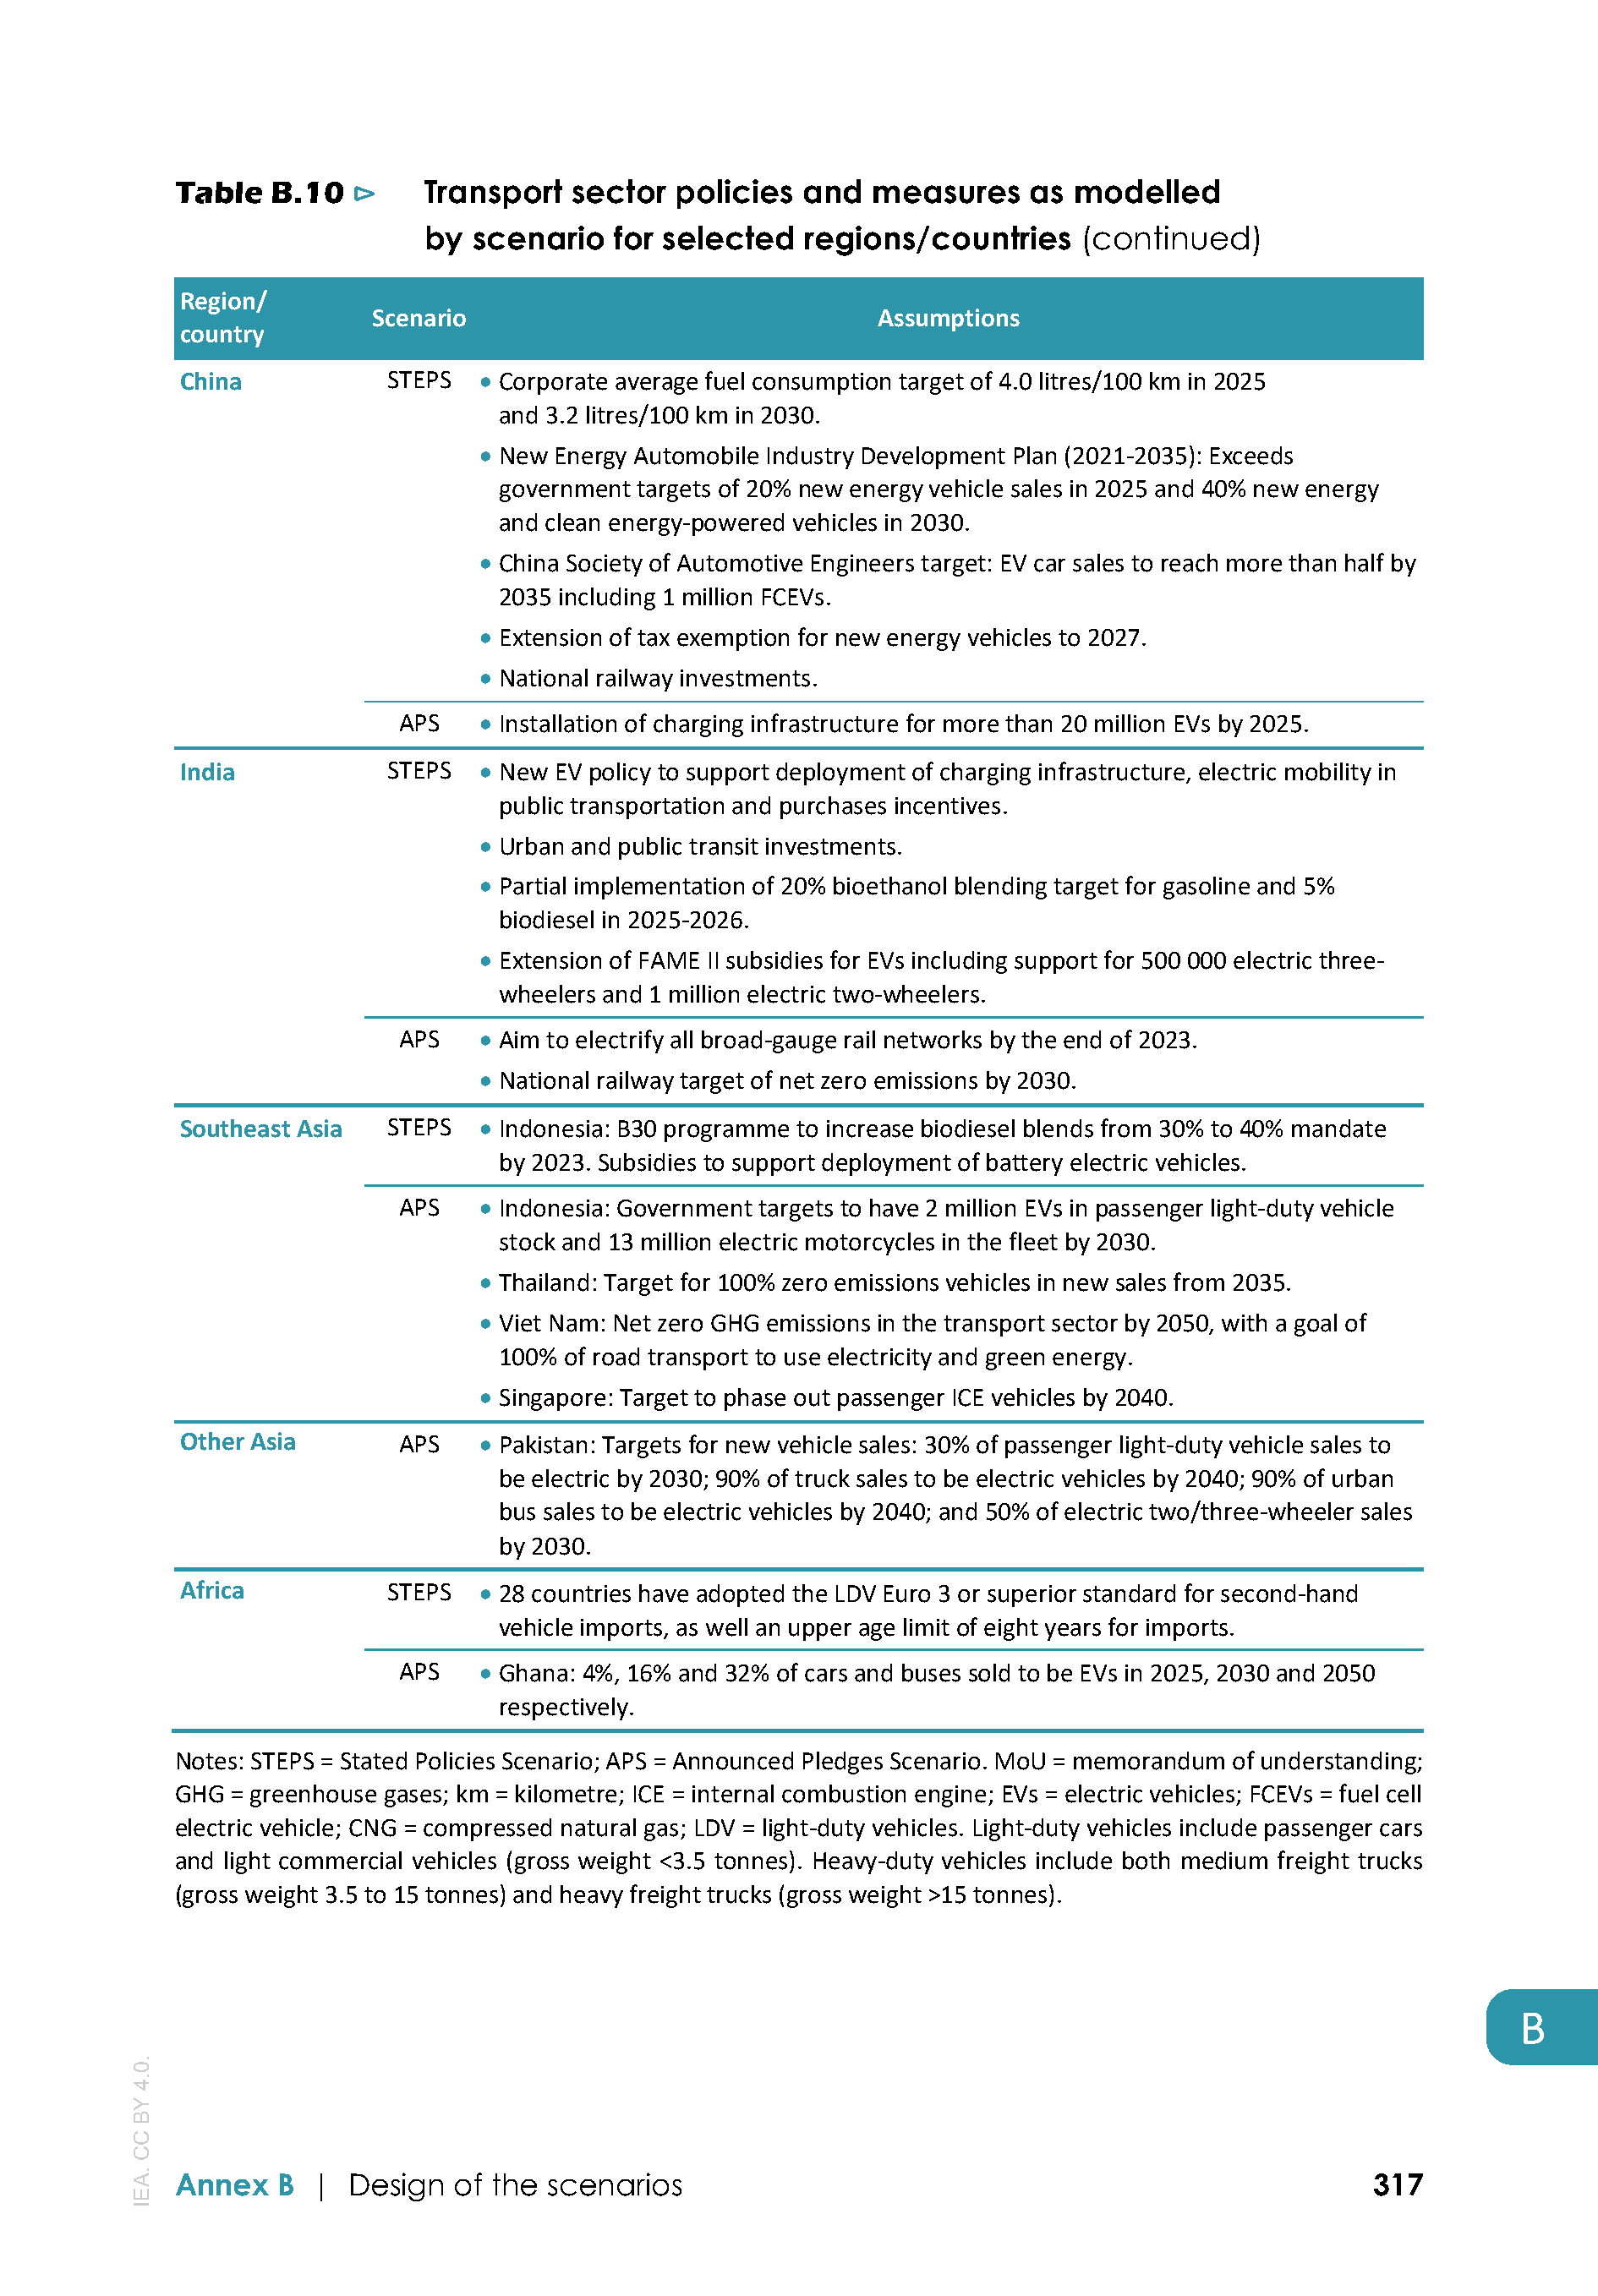 Table B.10 ⊳ Transport sector policies and measures as modelled
by scenario for selected regions/countries (continued)
Region/
country
Scenario
Assumptions
China STEPS • Corporate average fuel consumption target of 4.0 litres/100 km in 2025
and 3.2 litres/100 km in 2030.
• New Energy Automobile Industry Development Plan (2021-2035): Exceeds
government targets of 20% new energy vehicle sales in 2025 and 40% new energy
and clean energy-powered vehicles in 2030.
• China Society of Automotive Engineers target: EV car sales to reach more than half by
2035 including 1 million FCEVs.
• Extension of tax exemption for new energy vehicles to 2027.
• National railway investments.
APS • Installation of charging infrastructure for more than 20 million EVs by 2025.
India STEPS • New EV policy to support deployment of charging infrastructure, electric mobility in
public transportation and purchases incentives.
• Urban and public transit investments.
• Partial implementation of 20% bioethanol blending target for gasoline and 5%
biodiesel in 2025-2026.
• Extension of FAME II subsidies for EVs including support for 500 000 electric three-
wheelers and 1 million electric two-wheelers.
APS • Aim to electrify all broad-gauge rail networks by the end of 2023.
• National railway target of net zero emissions by 2030.
Southeast Asia STEPS • Indonesia: B30 programme to increase biodiesel blends from 30% to 40% mandate
by 2023. Subsidies to support deployment of battery electric vehicles.
APS • Indonesia: Government targets to have 2 million EVs in passenger light-duty vehicle
stock and 13 million electric motorcycles in the fleet by 2030.
• Thailand: Target for 100% zero emissions vehicles in new sales from 2035.
• Viet Nam: Net zero GHG emissions in the transport sector by 2050, with a goal of
100% of road transport to use electricity and green energy.
• Singapore: Target to phase out passenger ICE vehicles by 2040.
Other Asia APS • Pakistan: Targets for new vehicle sales: 30% of passenger light-duty vehicle sales to
be electric by 2030; 90% of truck sales to be electric vehicles by 2040; 90% of urban
bus sales to be electric vehicles by 2040; and 50% of electric two/three-wheeler sales
by 2030.
Africa STEPS • 28 countries have adopted the LDV Euro 3 or superior standard for second-hand
vehicle imports, as well an upper age limit of eight years for imports.
APS • Ghana: 4%, 16% and 32% of cars and buses sold to be EVs in 2025, 2030 and 2050
respectively.
Notes: STEPS = Stated Policies Scenario; APS = Announced Pledges Scenario. MoU = memorandum of understanding;
GHG = greenhouse gases; km = kilometre; ICE = internal combustion engine; EVs = electric vehicles; FCEVs = fuel cell
electric vehicle; CNG = compressed natural gas; LDV = light-duty vehicles. Light-duty vehicles include passenger cars
and light commercial vehicles (gross weight <3.5 tonnes). Heavy-duty vehicles include both medium freight trucks
(gross weight 3.5 to 15 tonnes) and heavy freight trucks (gross weight >15 tonnes).
B
IEA. CC BY 4.0.
Annex B | Design of the scenarios 317